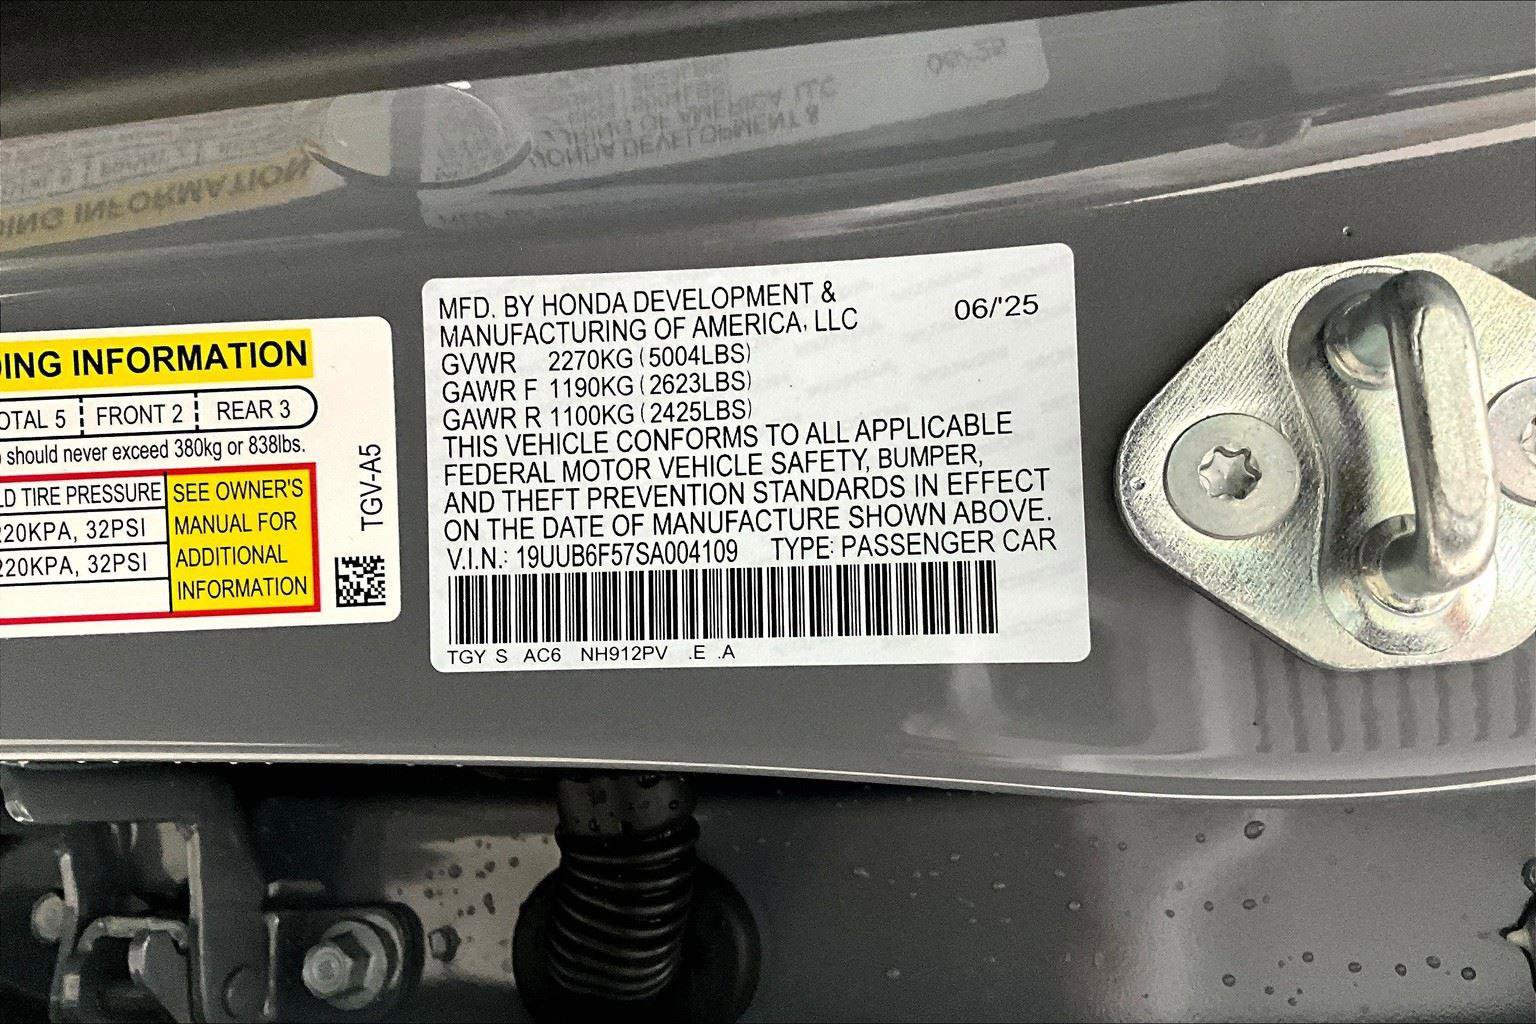 ING INFORMATION
OTAL 5 FRONT 2 REAR 3
should never exceed 380kg or 838lbs.
LD TIRE PRESSURE
220KPA, 32PSI
220KPA, 32PSI
SEE OWNER'S
MANUAL FOR
ADDITIONAL
INFORMATION
TGV-A5
MFD. BY HONDA DEVELOPMENT &
MANUFACTURING OF AMERICA, LLC
06/'25
GVWR 2270KG (5004LBS)
GAWR F 1190KG (2623LBS)
GAWR R 1100KG (2425LBS)
THIS VEHICLE CONFORMS TO ALL APPLICABLE
FEDERAL MOTOR VEHICLE SAFETY, BUMPER,
AND THEFT PREVENTION STANDARDS IN EFFECT
ON THE DATE OF MANUFACTURE SHOWN ABOVE.
V.I.N.: 19UUB6F57SA004109 TYPE: PASSENGER CAR
TGY S AC6 NH912PV .E .A